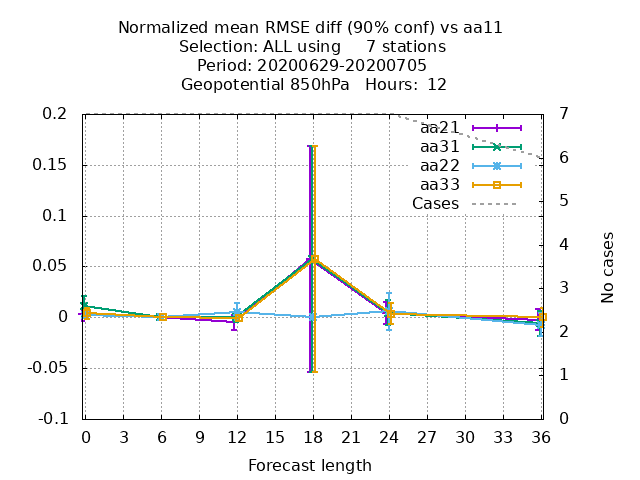 Normalized mean RMSE diff (90% conf) vs aa11
Selection: ALL using     7 stations
Period: 20200629-20200705
Geopotential 850hPa   Hours:  12
0.2
0.15
0.1
0.05
0
-0.05
-0.1
7
6
5
4
3
2
1
0
No cases
aa21
aa31
aa22
aa33
Cases
0 3 6 9 12 15 18 21 24 27 30 33 36
Forecast length